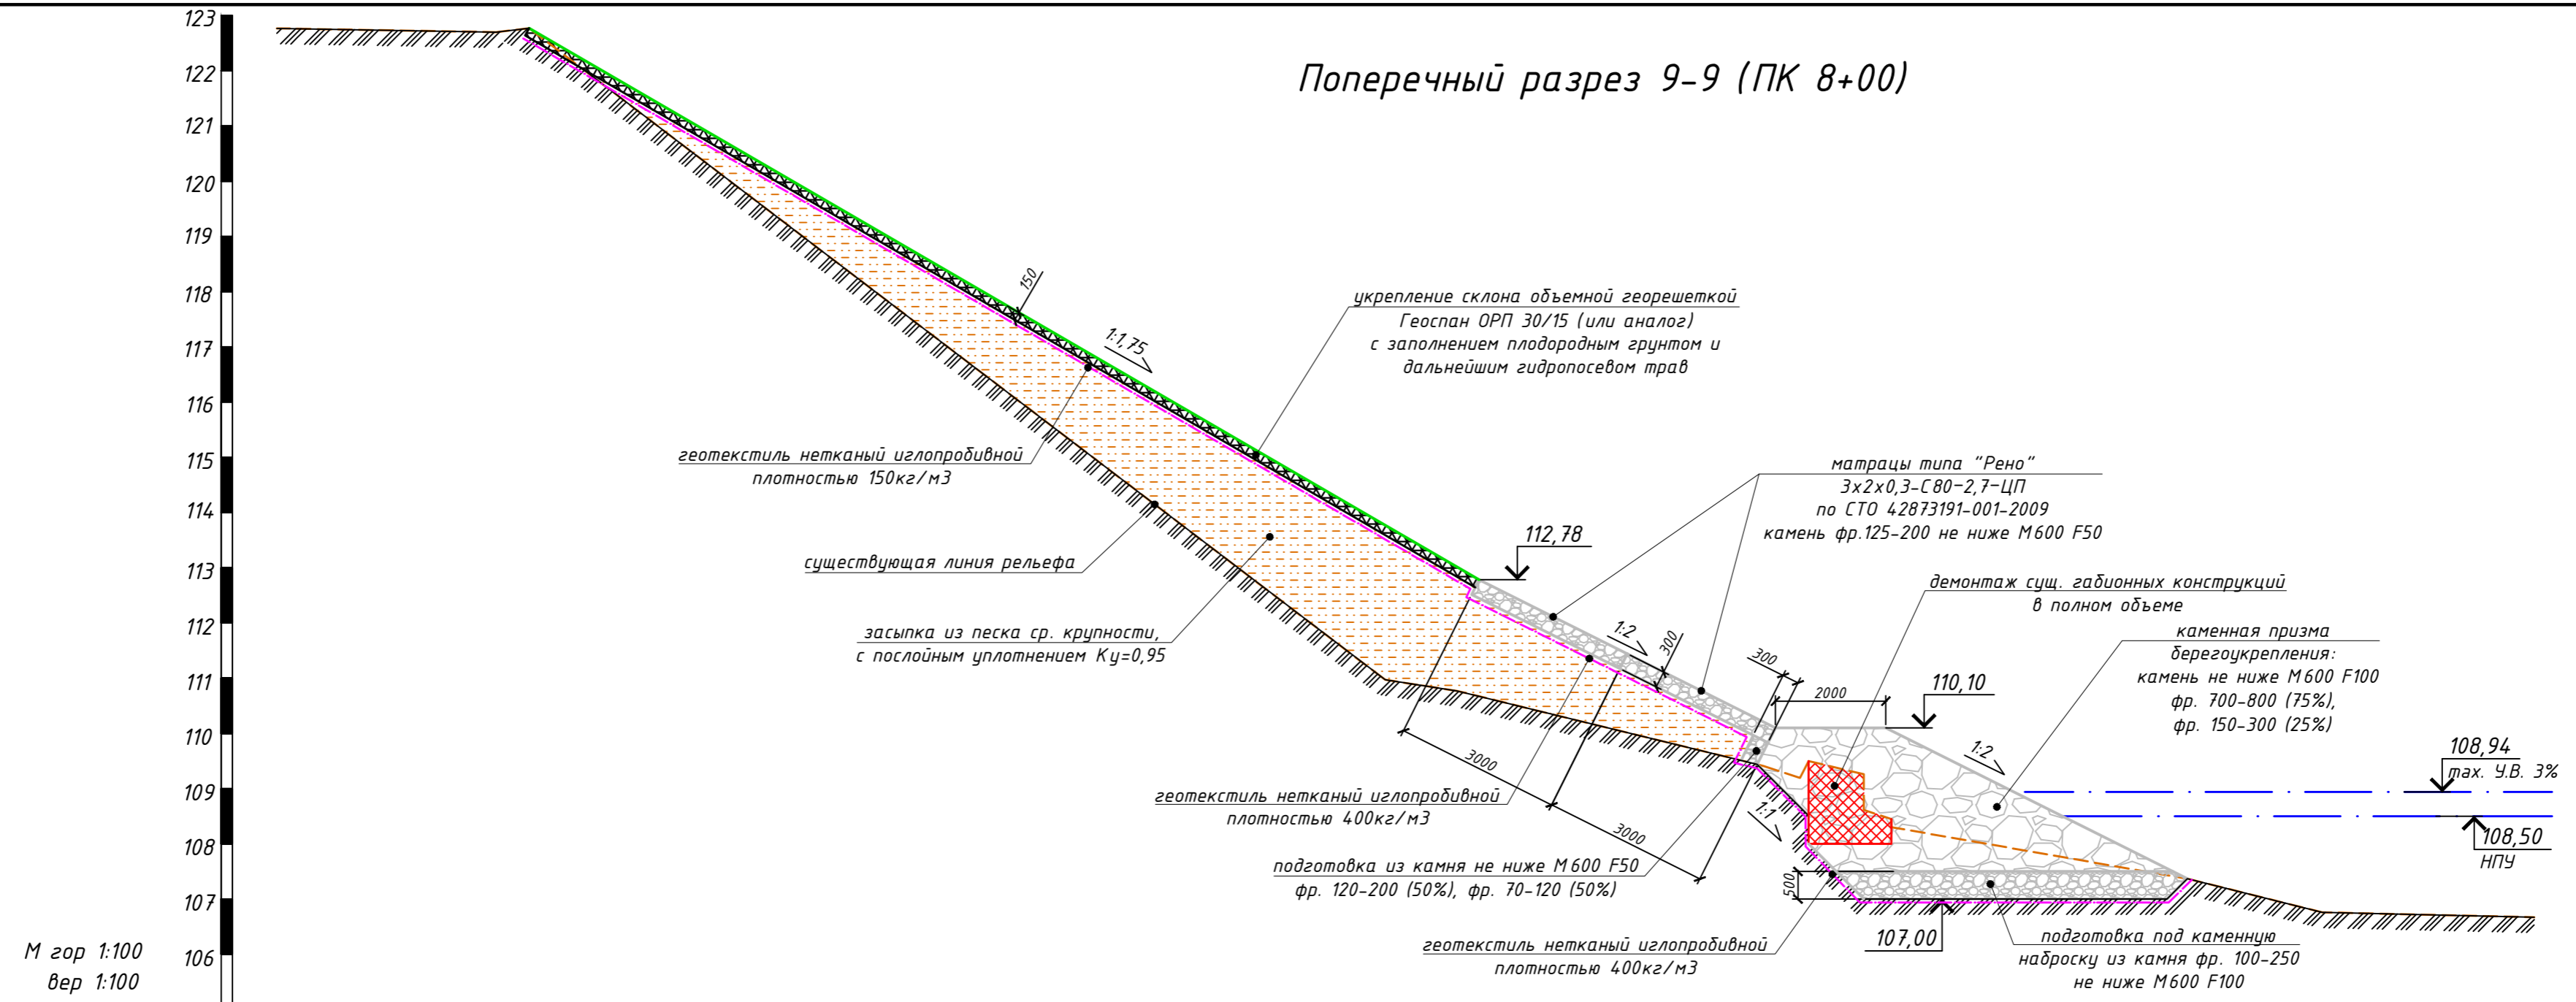 Поперечный разрез 9-9 (ПК 8+00)
123
122
121
120
119
118
117
116
115
114
113
112
111
110
109
108
107
106
М гор 1:100
вер 1:100
150
1:1,75
укрепление склона объемной георешеткой
Геоспан ОРП 30/15 (или аналог)
с заполнением плодородным грунтом и
дальнейшим гидропосевом трав
геотекстиль нетканый иглопробивной
плотностью 150кг/м3
существующая линия рельефа
засыпка из песка ср. крупности,
с послойным уплотнением Ку=0,95
матрацы типа "Рено"
3х2х0,3-С80-2,7-ЦП
по СТО 42873191-001-2009
камень фр.125-200 не ниже М600 F50
112,78
демонтаж сущ. габионных конструкций
в полном объеме
каменная призма
берегоукрепления:
камень не ниже М600 F100
фр. 700-800 (75%),
фр. 150-300 (25%)
1:2
300
300
2000
110,10
1:2
108,94
max. У.В. 3%
108,50
НПУ
3000
3000
1:1
500
геотекстиль нетканый иглопробивной
плотностью 400кг/м3
подготовка из камня не ниже М600 F50
фр. 120-200 (50%), фр. 70-120 (50%)
геотекстиль нетканый иглопробивной
плотностью 400кг/м3
107,00
подготовка под каменную
наброску из камня фр. 100-250
не ниже М600 F100